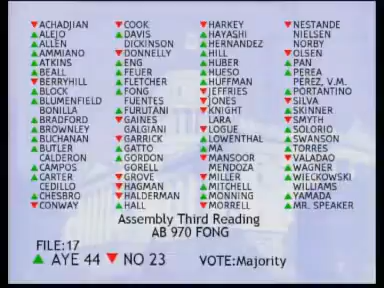 ACHADJIAN COOK HARKEY NESTANDE
ALEJO DAVIS HAYASHI NIELSEN
ALLEN DICKINSON HERNANDEZ NORBY
AMMIANO DONNELLY HILL OLSEN
ATKINS ENG HUBER PAN
BEALL FEUER HUESO PEREA
BERRYHILL FLETCHER HUFFMAN PEREZ, V.M.
BLOCK FONG JEFFRIES PORTANTINO
BLUMENFIELD FUENTES JONES SILVA
BONILLA FURUTANI KNIGHT SKINNER
BRADFORD GAINES LARA SMYTH
BROWNLEY GALGIANI LOGUE SOLORIO
BUCHANAN GARRICK LOWENTHAL SWANSON
BUTLER GATTO MA TORRES
CALDERON GORDON MANSOOR VALADAO
CAMPOS GORELL MENDOZA WAGNER
CARTER GROVE MILLER WIECKOWSKI
CEDILLO HAGMAN MITCHELL WILLIAMS
CHESBRO HALDERMAN MONNING YAMADA
CONWAY HALL MORRELL MR. SPEAKER
Assembly Third Reading
AB 970 FONG
FILE:17
AYE 44 NO 23 VOTE:Majority